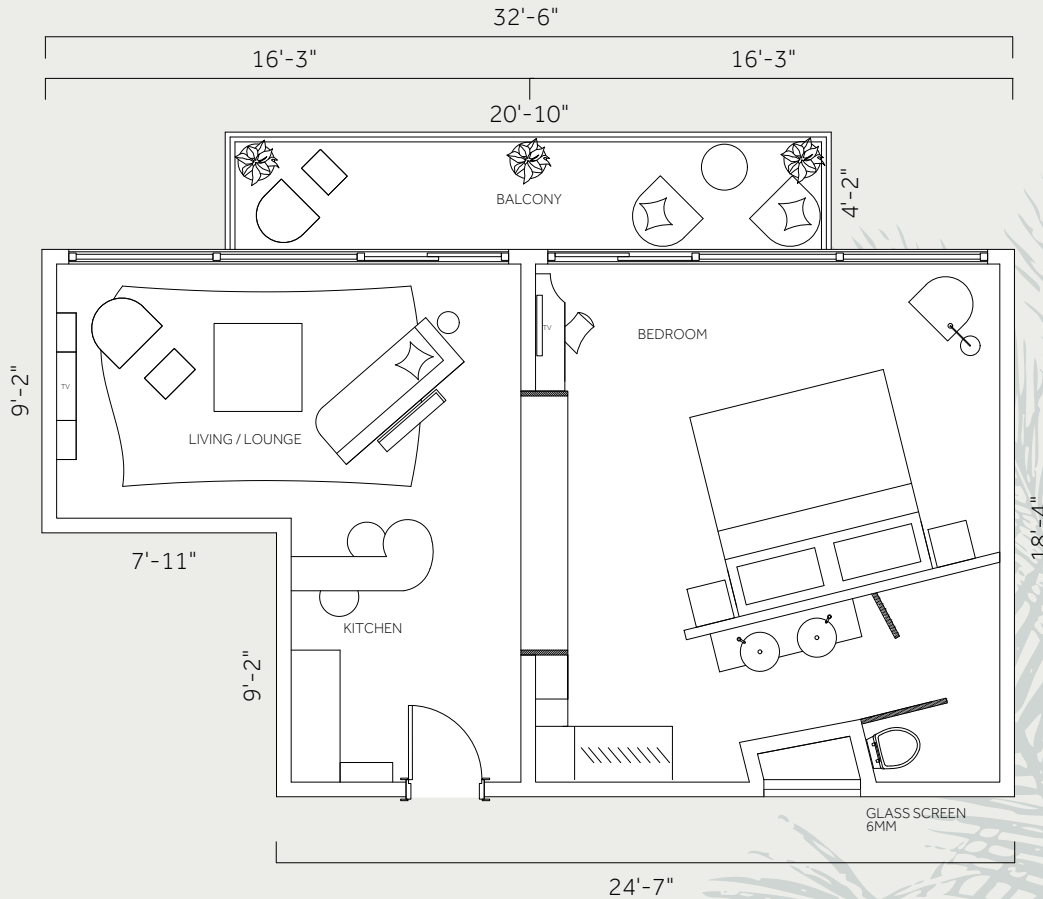 32'-6"
16'-3"
16'-3"
20'-10"
BALCONY
4'-2"
TV
BEDROOM
9'-2"
TV
LIVING / LOUNGE
18'-4"
7'-11"
KITCHEN
9'-2"
GLASS SCREEN
6MM
24'-7"